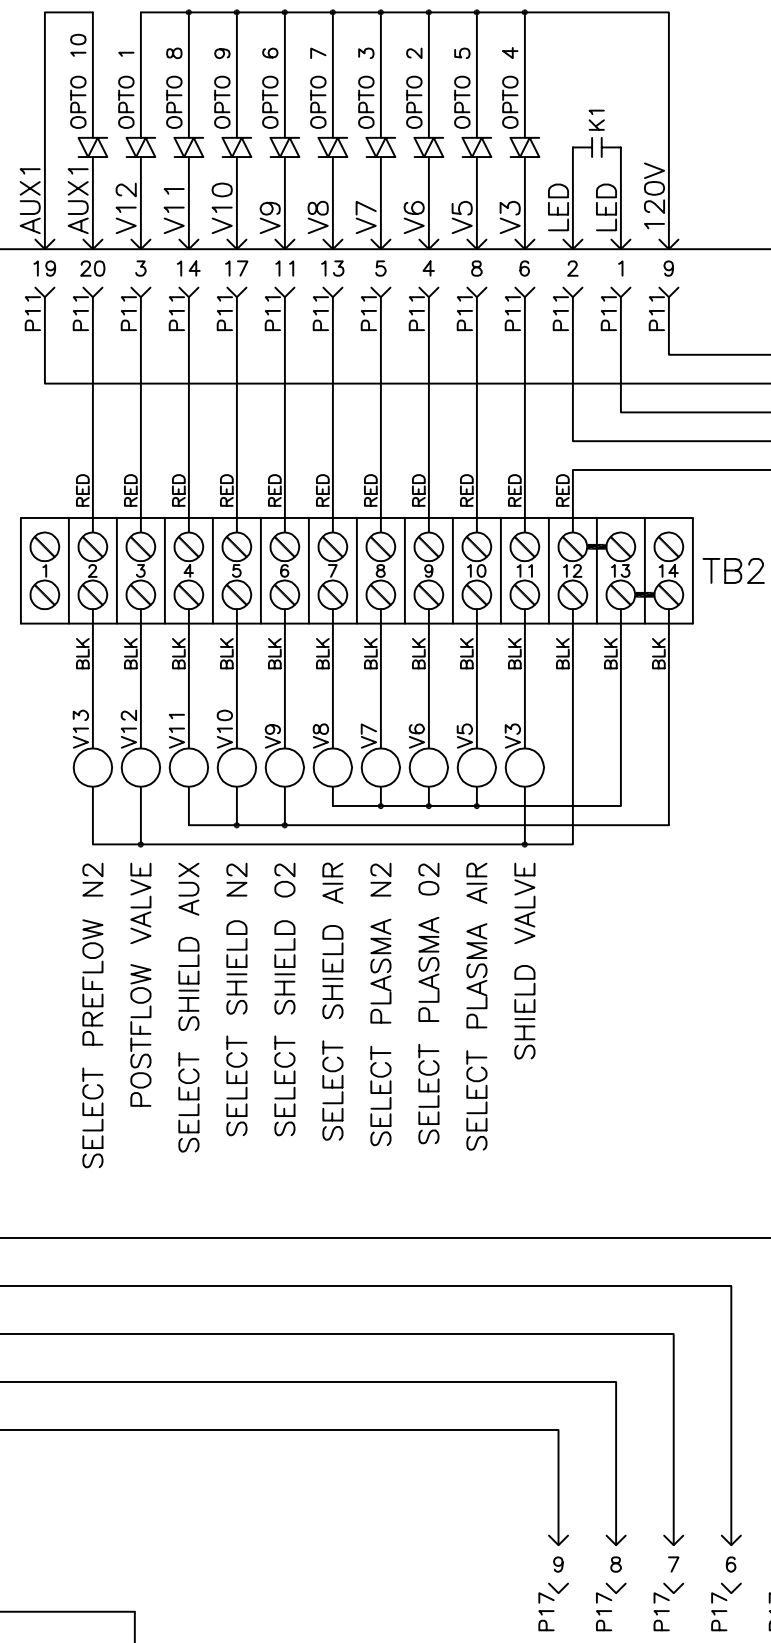 OPTO 10
OPTO 1
OPTO 8
OPTO 9
OPTO 6
OPTO 7
OPTO 3
OPTO 2
OPTO 5
OPTO 4
K1
AUX1
AUX1
V12
V11
V10
V9
V8
V7
V6
V5
V3
LED
LED
120V
19 20 3 14 17 11 13 5 4 8 6 2 1 9
P11
P11
P11
P11
P11
P11
P11
P11
P11
P11
P11
P11
P11
P11
RED
RED
RED
RED
RED
RED
RED
RED
RED
RED
RED
1 2 3 4 5 6 7 8 9 10 11 12 13 14
TB2
BLK
BLK
BLK
BLK
BLK
BLK
BLK
BLK
BLK
BLK
BLK
BLK
BLK
V13
V12
V11
V10
V9
V8
V7
V6
V5
V3
SELECT PREFLOW N2
POSTFLOW VALVE
SELECT SHIELD AUX
SELECT SHIELD N2
SELECT SHIELD O2
SELECT SHIELD AIR
SELECT PLASMA N2
SELECT PLASMA O2
SELECT PLASMA AIR
SHIELD VALVE
9 8 7 6
P17
P17
P17
P17